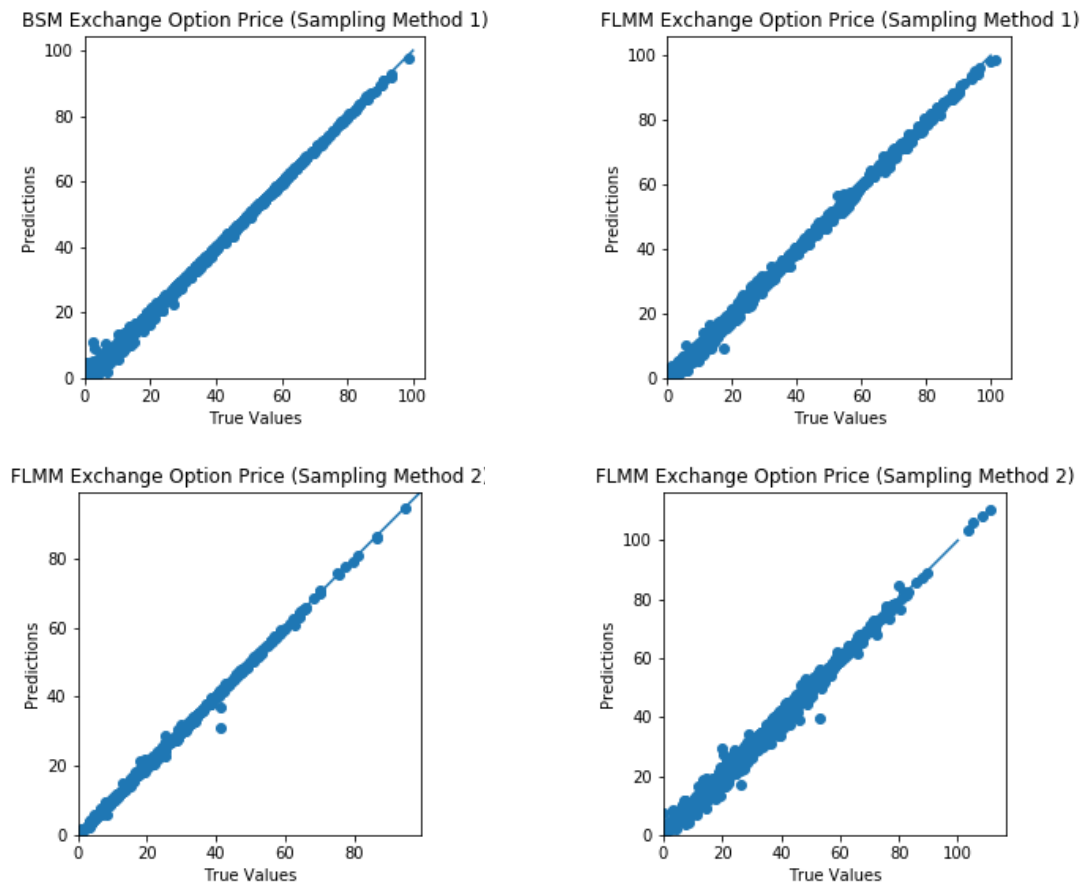 BSM Exchange Option Price (Sampling Method 1)
100
80
60
40
20
0
Predictions
0 20 40 60 80 100
True Values
FLMM Exchange Option Price (Sampling Method 1)
100
80
60
40
20
0
Predictions
0 20 40 60 80 100
True Values
FLMM Exchange Option Price (Sampling Method 2)
80
60
40
20
0
Predictions
0 20 40 60 80
True Values
FLMM Exchange Option Price (Sampling Method 2)
100
80
60
40
20
0
Predictions
0 20 40 60 80 100
True Values